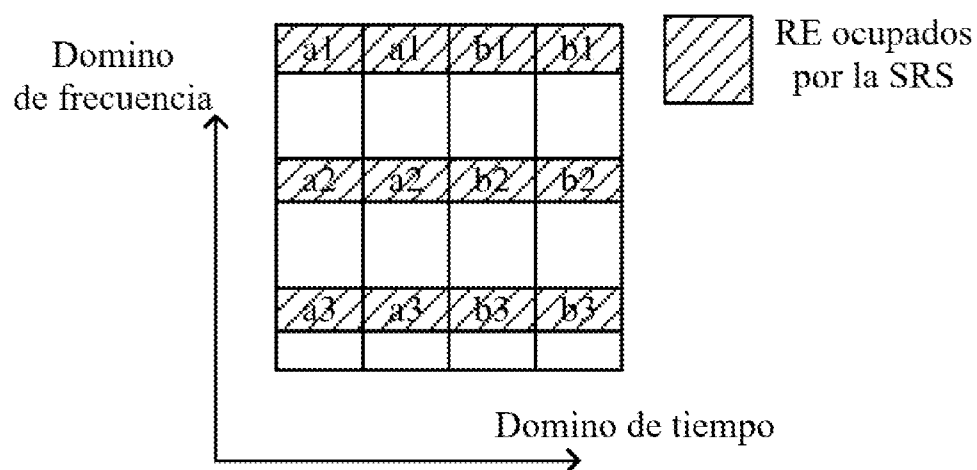 Domino
de frecuencia
a1 a1 b1 b1
a2 a2 b2 b2
a3 a3 b3 b3
RE ocupados
por la SRS
Domino de tiempo